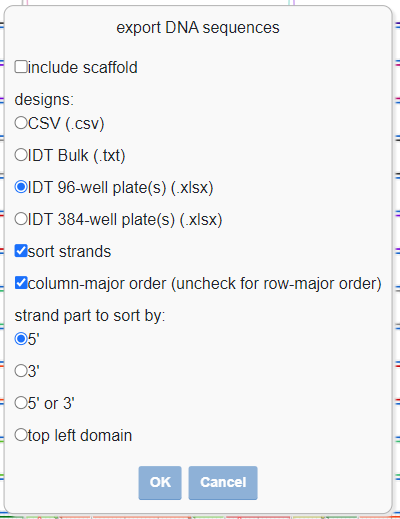 export DNA sequences
include scaffold
designs:
CSV (.csv)
IDT Bulk (.txt)
IDT 96-well plate(s) (.xlsx)
IDT 384-well plate(s) (.xlsx)
sort strands
column-major order (uncheck for row-major order)
strand part to sort by:
5'
3'
5' or 3'
top left domain
OK Cancel